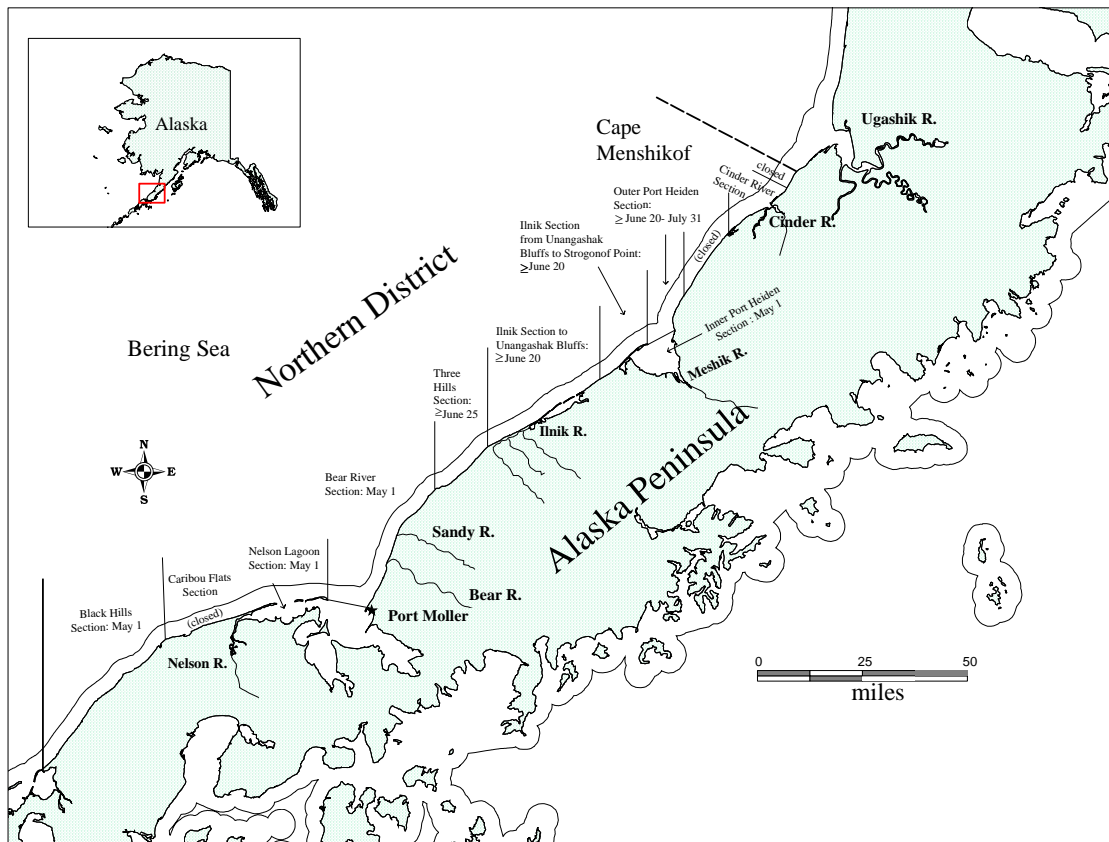 Alaska
Cape
Menshikof
Ugashik R.
closed
Cinder River
Section
Outer Port Heiden
Section:
≥ June 20- July 31
Cinder R.
(closed)
Ilnik Section
from Unangashak
Bluffs to Strogonof Point:
≥June 20
Northern District
Inner Port Heiden
Section : May 1
Ilnik Section to
Unangashak Bluffs:
≥June 20
Bering Sea
Meshik R.
Three
Hills
Section:
≥June 25
Ilnik R.
Alaska Peninsula
N
W
E
S
Bear River
Section: May 1
Sandy R.
Nelson Lagoon
Section: May 1
Caribou Flats
Section
Bear R.
Black Hills
Section: May 1
(closed)
Port Moller
Nelson R.
0
25
50
miles